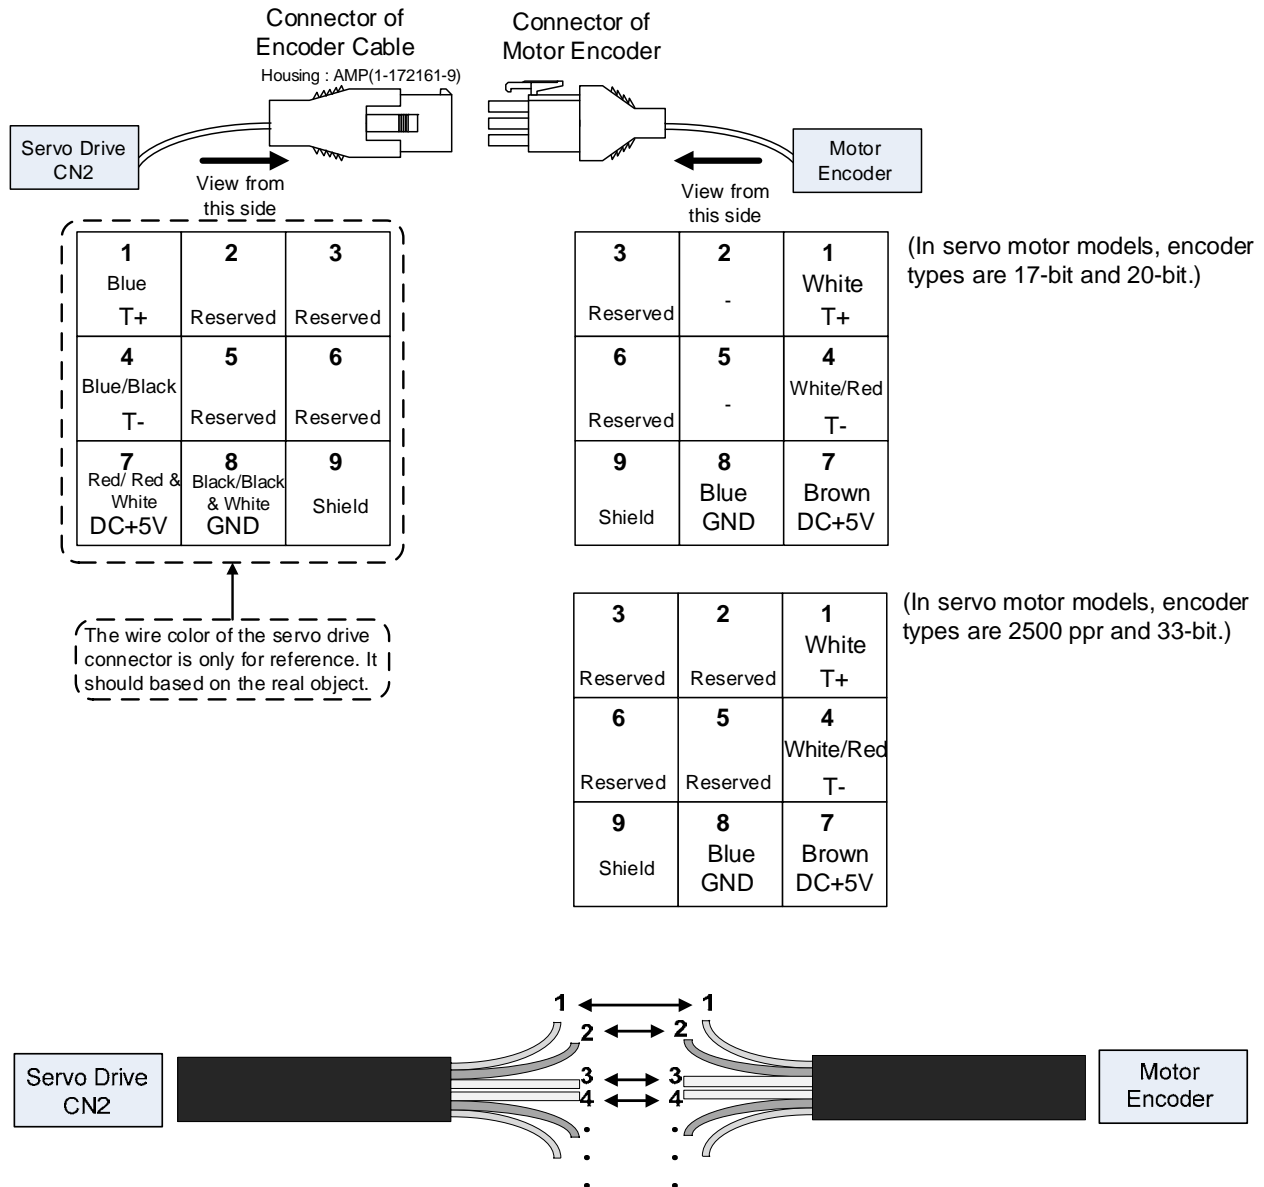 Connector of
Encoder Cable
Housing : AMP(1-172161-9)
Connector of
Motor Encoder
Servo Drive
CN2
View from
this side
View from
this side
Motor
Encoder
1
Blue
T+
2
Reserved
3
Reserved
4
Blue/Black
T-
5
Reserved
6
Reserved
7
Red/ Red &
White
DC+5V
8
Black/Black
& White
GND
9
Shield
The wire color of the servo drive
connector is only for reference. It
should based on the real object.
3
Reserved
2
-
1
White
T+
6
Reserved
5
-
4
White/Red
T-
9
Shield
8
Blue
GND
7
Brown
DC+5V
(In servo motor models, encoder
types are 17-bit and 20-bit.)
3
Reserved
2
Reserved
1
White
T+
6
Reserved
5
Reserved
4
White/Red
T-
9
Shield
8
Blue
GND
7
Brown
DC+5V
(In servo motor models, encoder
types are 2500 ppr and 33-bit.)
Servo Drive
CN2
1 1
2 2
3 3
4 4
Motor
Encoder